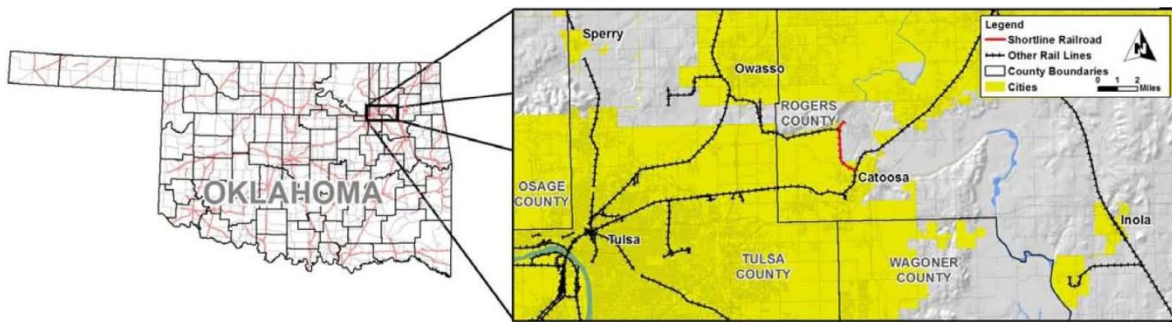 OKLAHOMA
Sperry
Owasso
ROGERS
COUNTY
Catoosa
OSAGE
COUNTY
Tulsa
TULSA
COUNTY
WAGONER
COUNTY
Inola
Legend
Shortline Railroad
Other Rail Lines
County Boundaries
Cities
N
0 1 2
Miles